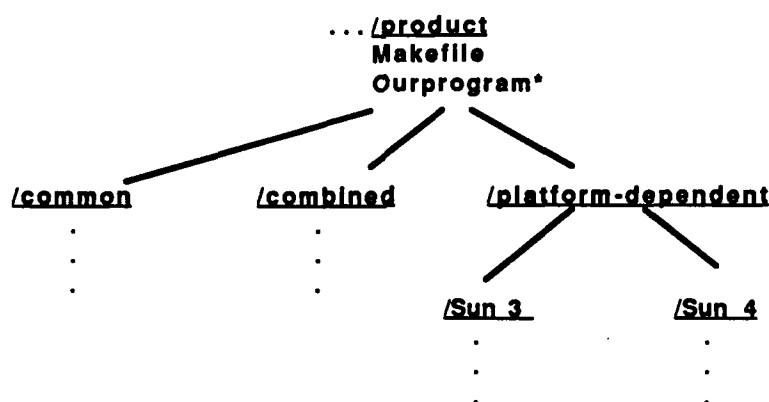 ... /product
Makefile
Ourprogram*
/common /combined /platform-dependent
/Sun 3 /Sun 4